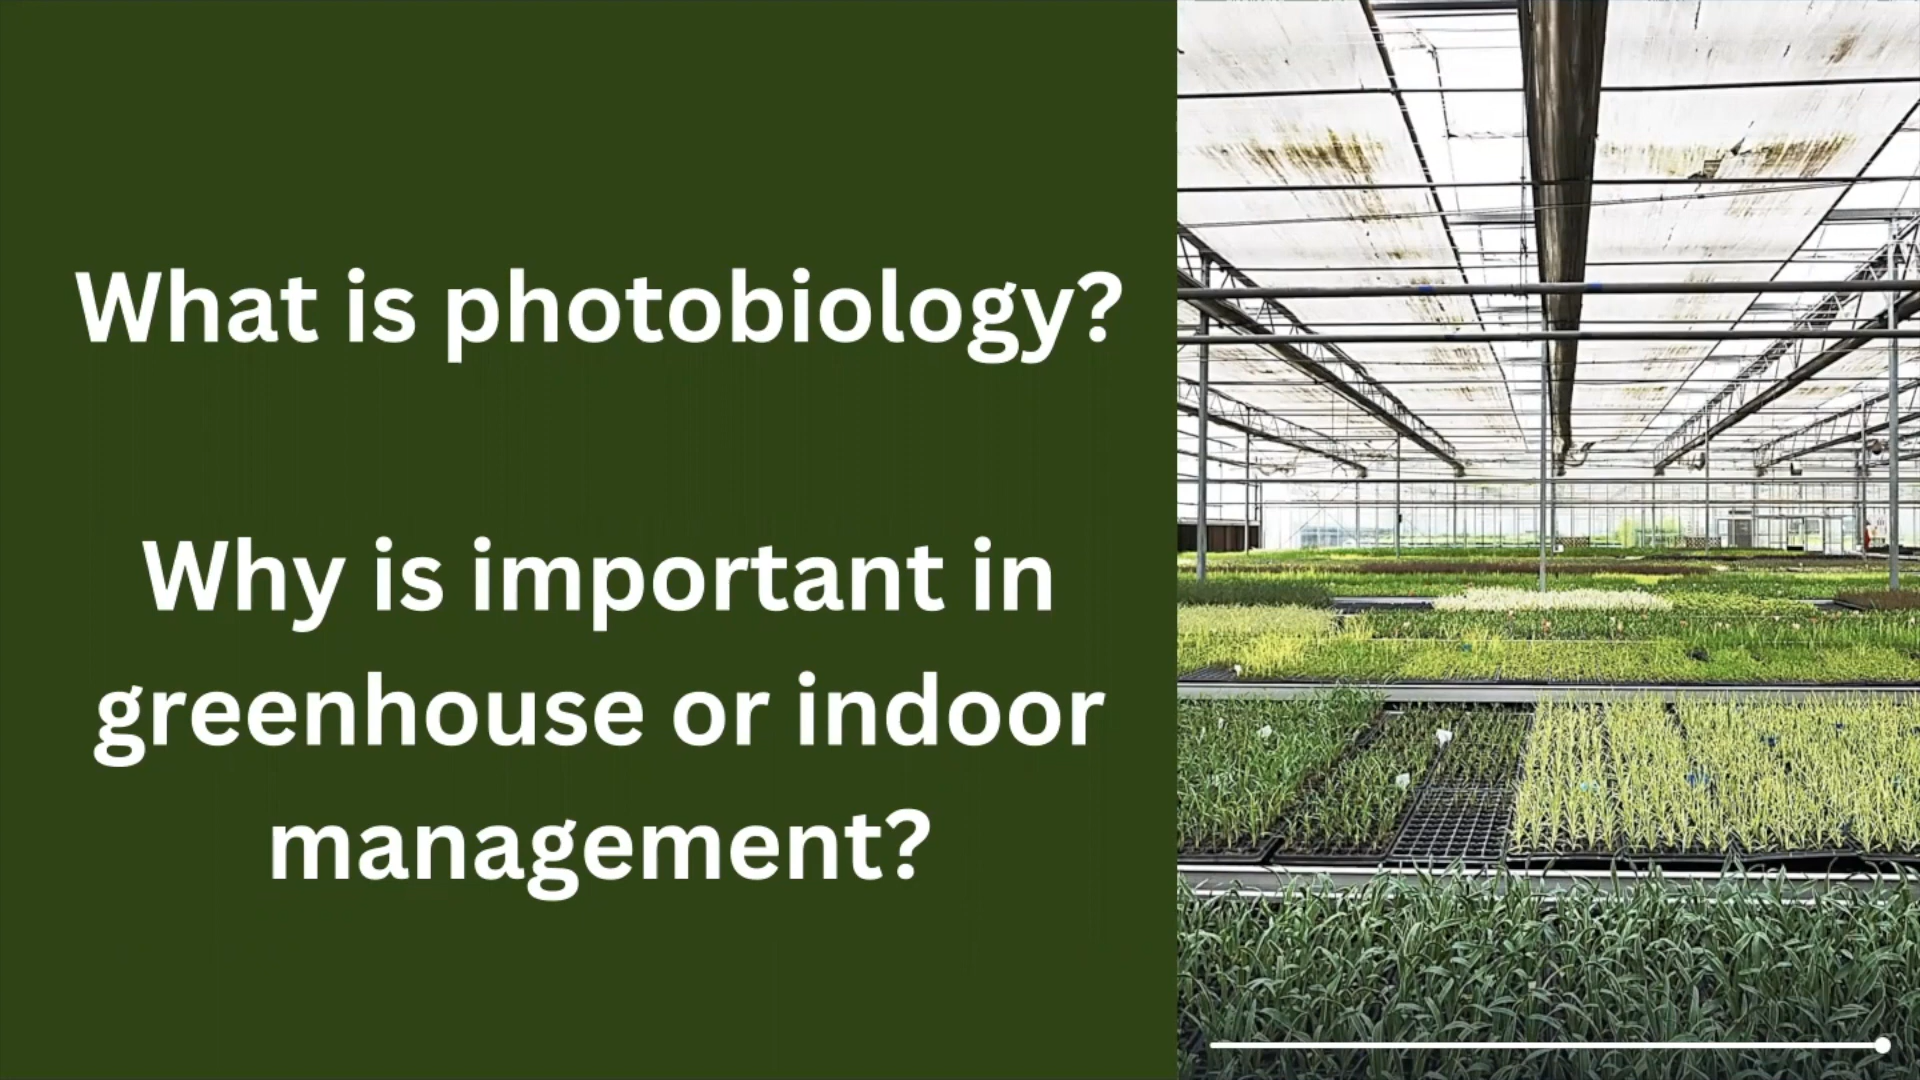 What is photobiology?
Why is important in
greenhouse or indoor
management?